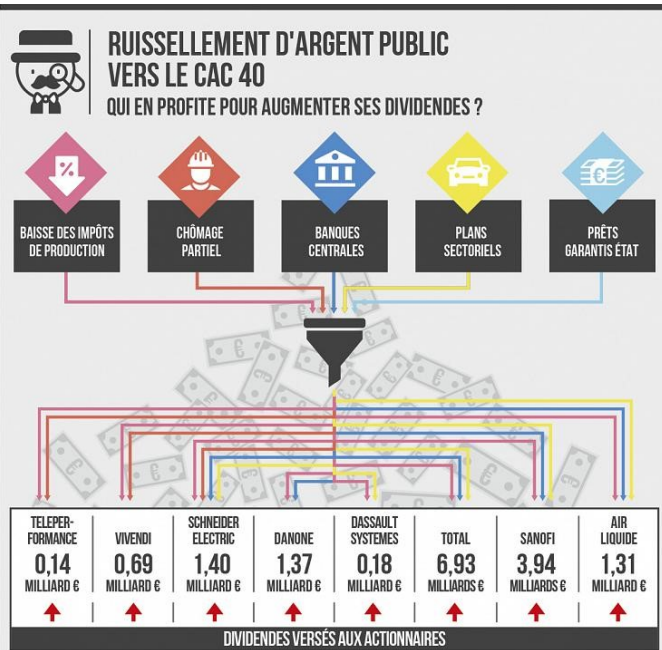 RUISSELLEMENT D'ARGENT PUBLIC
VERS LE CAC 40
QUI EN PROFITE POUR AUGMENTER SES DIVIDENDES ?
%
€
BAISSE DES IMPÔTS
DE PRODUCTION
CHÔMAGE
PARTIEL
BANQUES
CENTRALES
PLANS
SECTORIELS
PRÊTS
GARANTIS ÉTAT
TELEPER-
FORMANCE
0,14
MILLIARD €
VIVENDI
0,69
MILLIARD €
SCHNEIDER
ELECTRIC
1,40
MILLIARD €
DANONE
1,37
MILLIARD €
DASSAULT
SYSTEMES
0,18
MILLIARD €
TOTAL
6,93
MILLIARDS €
SANOFI
3,94
MILLIARDS €
AIR
LIQUIDE
1,31
MILLIARD €
DIVIDENDES VERSÉS AUX ACTIONNAIRES